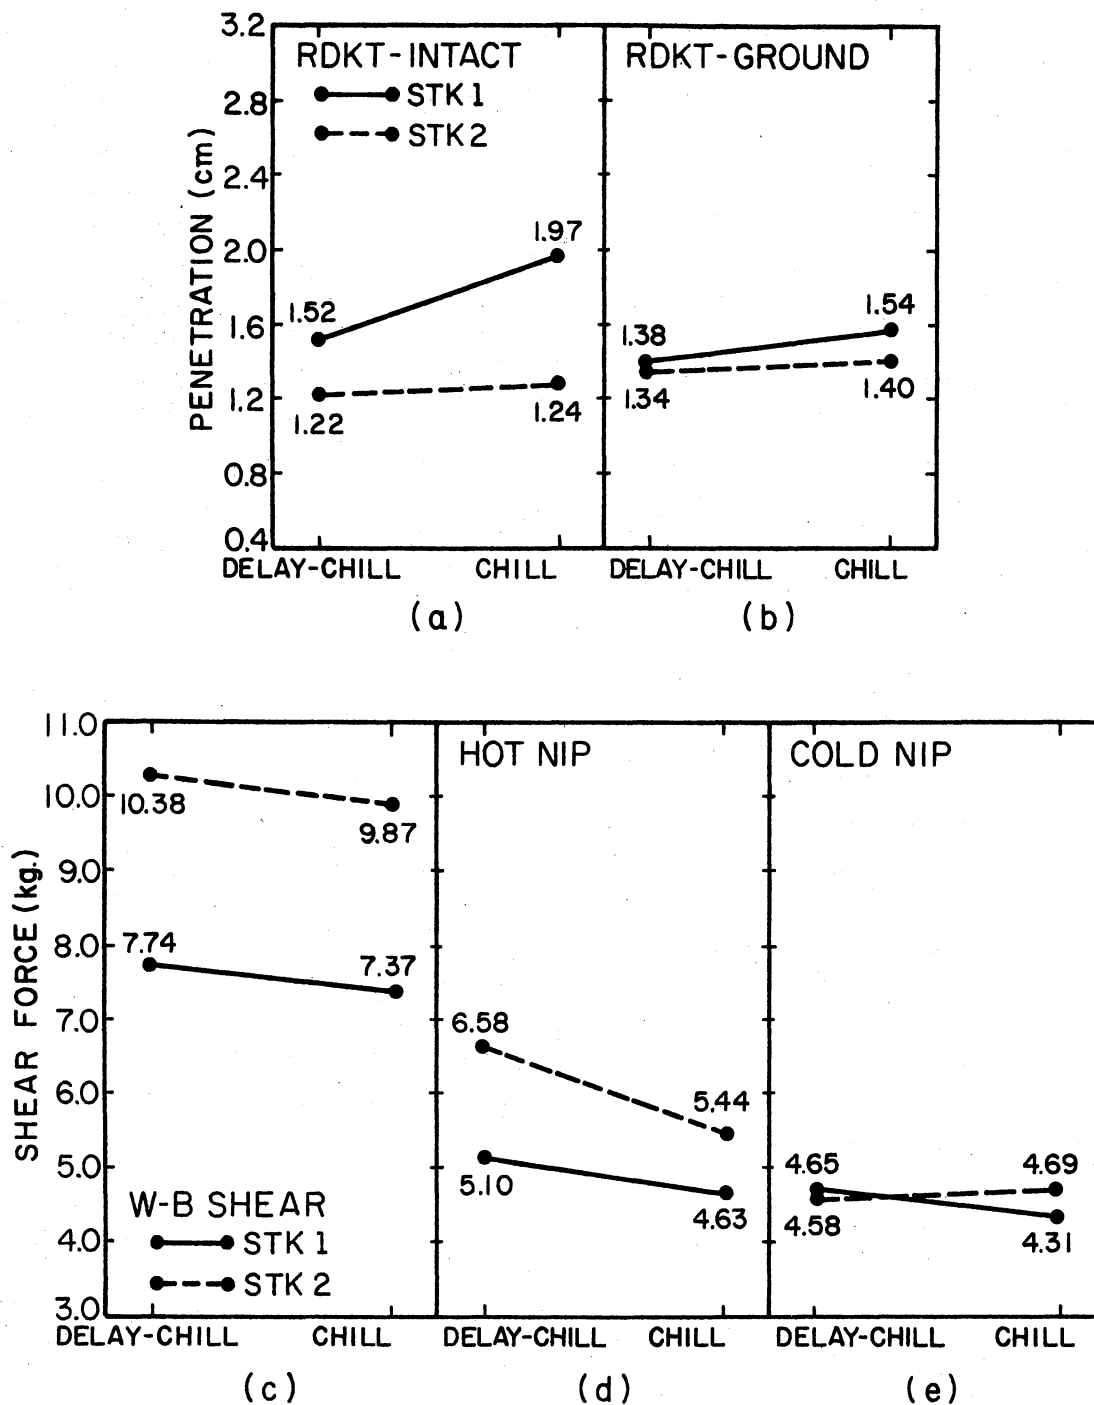 3.2
RDKT-INTACT
RDKT-GROUND
STK 1
STK 2
2.8
2.4
2.0
1.6
1.2
0.8
0.4
PENETRATION (cm)
1.97
1.52
1.22
1.24
1.54
1.38
1.34
1.40
DELAY-CHILL CHILL DELAY-CHILL CHILL
(a) (b)
11.0
10.0
9.0
8.0
7.0
6.0
5.0
4.0
3.0
SHEAR FORCE (kg.)
HOT NIP
COLD NIP
10.38
9.87
7.74
7.37
6.58
5.44
5.10
4.63
4.65
4.69
4.58
4.31
W-B SHEAR
STK 1
STK 2
DELAY-CHILL CHILL DELAY-CHILL CHILL DELAY-CHILL CHILL
(c) (d) (e)